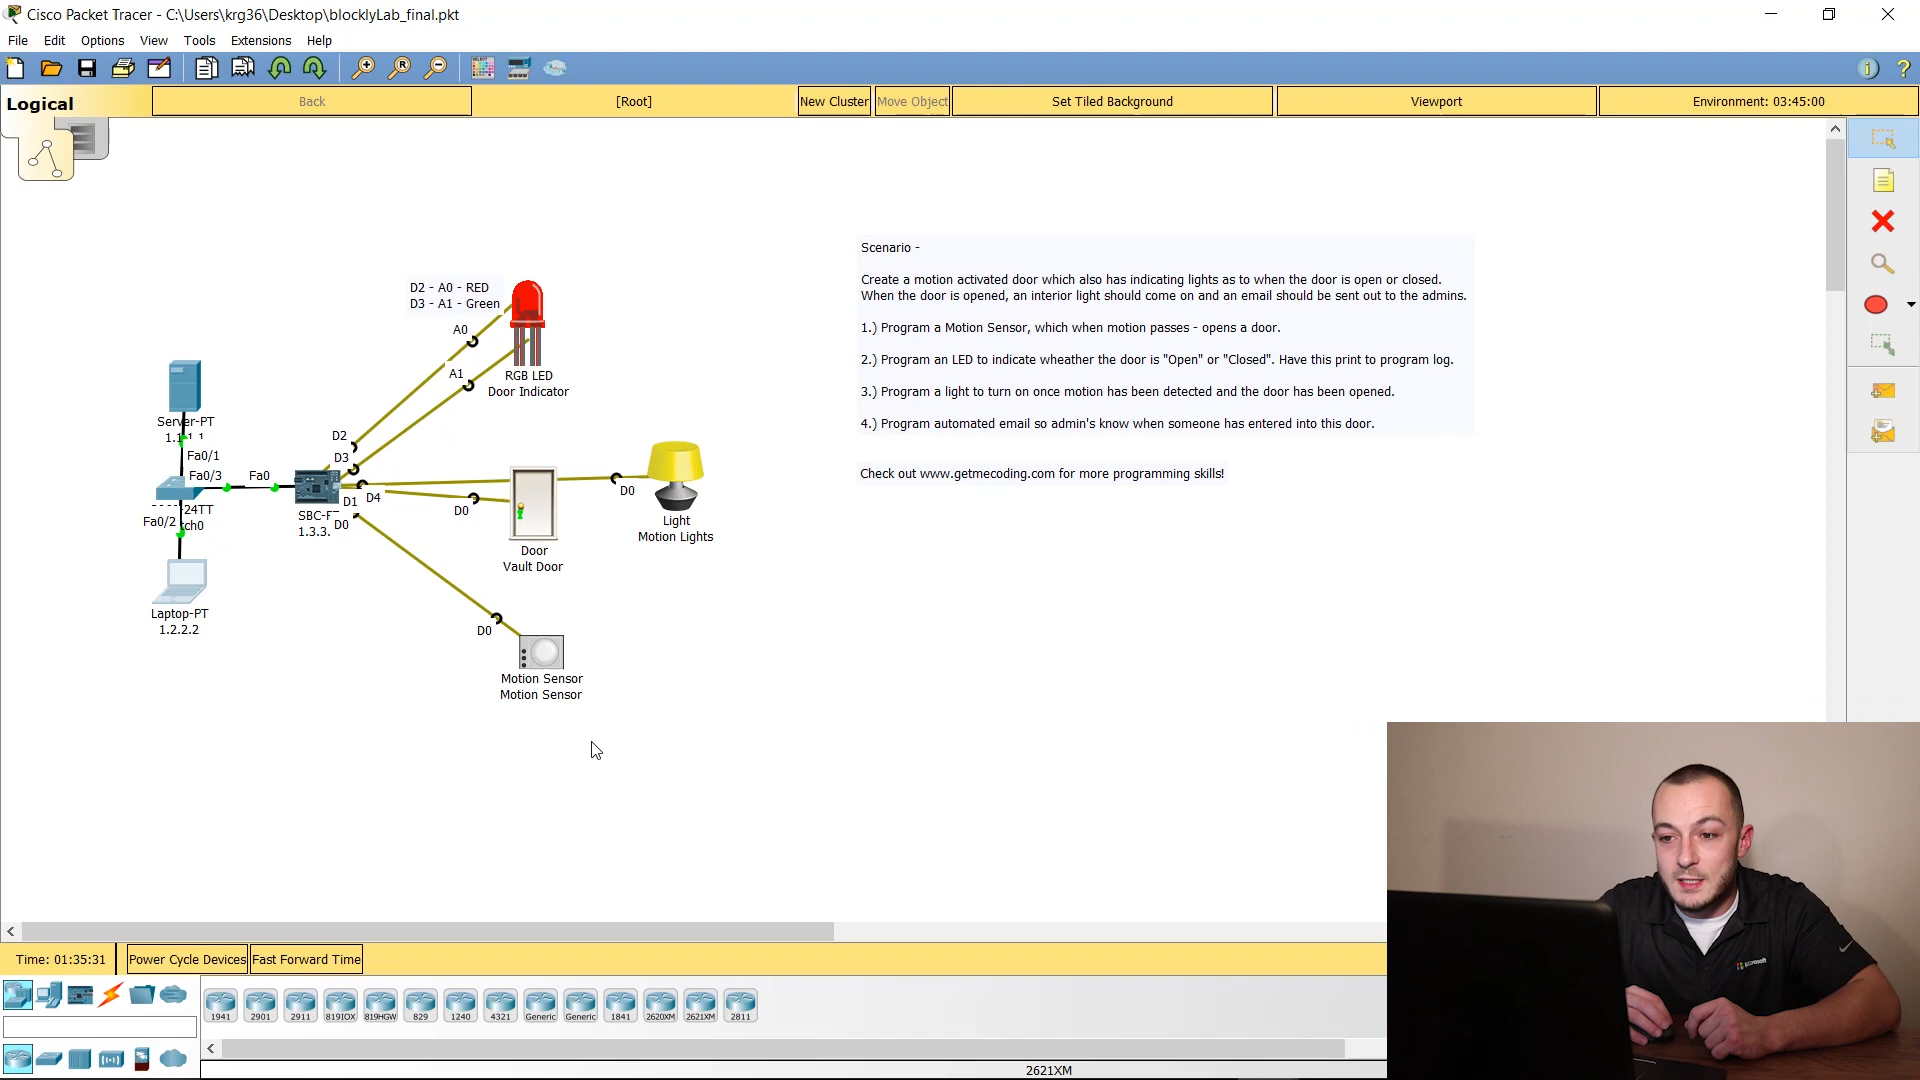 Cisco Packet Tracer - C:\Users\krg36\Desktop\blocklyLab_final.pkt
File Edit Options View Tools Extensions Help
Logical Back [Root] New Cluster Move Object Set Tiled Background Viewport Environment: 03:45:00
Scenario -
Create a motion activated door which also has indicating lights as to when the door is open or closed.
When the door is opened, an interior light should come on and an email should be sent out to the admins.
1.) Program a Motion Sensor, which when motion passes - opens a door.
2.) Program an LED to indicate wheather the door is "Open" or "Closed". Have this print to program log.
3.) Program a light to turn on once motion has been detected and the door has been opened.
4.) Program automated email so admin's know when someone has entered into this door.
Check out www.getmecoding.com for more programming skills!
D2 - A0 - RED
D3 - A1 - Green
A0
A1
RGB LED
Door Indicator
Server-PT
1.1.1.1
Fa0/1
Fa0/3
Fa0
Fa0/2
24TT
tch0
D2
D3
D1
D4
D0
SBC-P
1.3.3.
D0
D0
Light
Motion Lights
Door
Vault Door
Laptop-PT
1.2.2.2
D0
Motion Sensor
Motion Sensor
Time: 01:35:31 Power Cycle Devices Fast Forward Time
1941 2901 2911 819IOX 819HGW 829 1240 4321 Generic Generic 1841 2620XM 2621XM 2811
2621XM
Microsoft